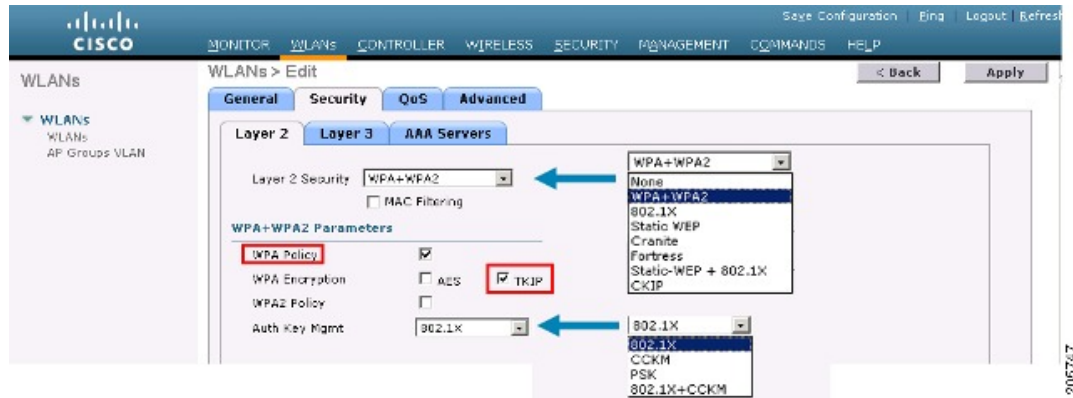 Save Configuration Ping Logout Refresh
CISCO
MONITOR WLANs CONTROLLER WIRELESS SECURITY MANAGEMENT COMMANDS HELP
WLANs
WLANs > Edit
< Back Apply
General Security QoS Advanced
WLANs
WLANs
AP Groups VLAN
Layer 2 Layer 3 AAA Servers
Layer 2 Security WPA+WPA2
MAC Filtering
WPA+WPA2 Parameters
WPA Policy
WPA Encryption AES TKIP
WPA2 Policy
Auth Key Mgmt 802.1X
WPA+WPA2
None
WPA+WPA2
802.1X
Static WEP
Cranite
Fortress
Static-WEP + 802.1X
CKIP
802.1X
802.1X
CCKM
PSK
802.1X+CCKM
206747